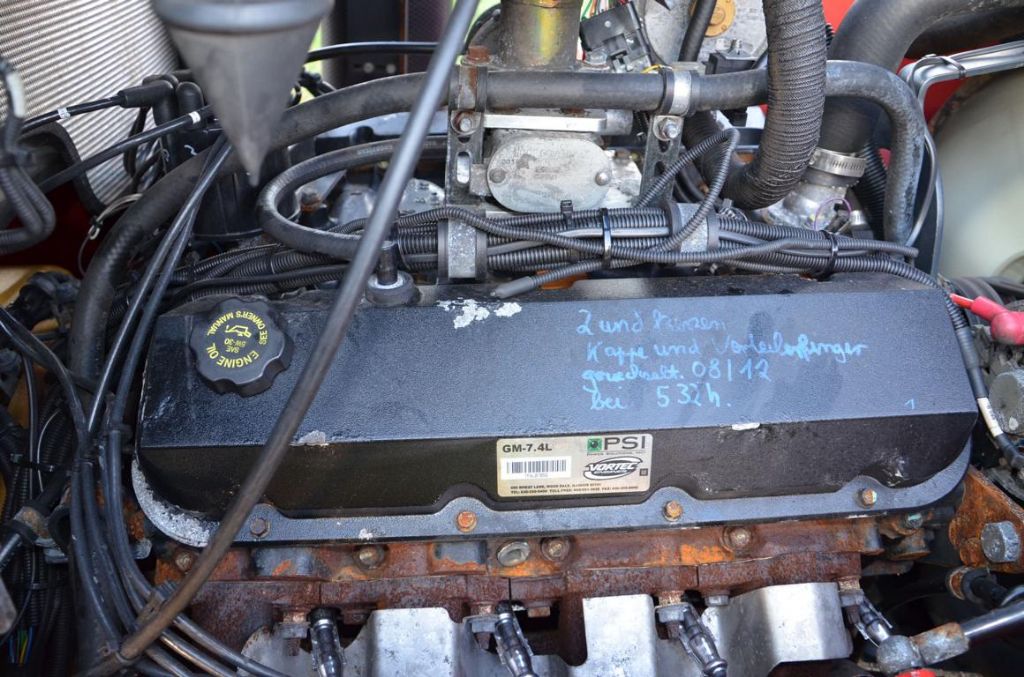 SEE OWNER'S MANUAL
SAE
5W-30
ENGINE OIL
Zündkerzen
Kappe und Verteilerfinger
gewechselt. 08/12
bei 532h.
1
GM-7.4L
PSI
VORTEC